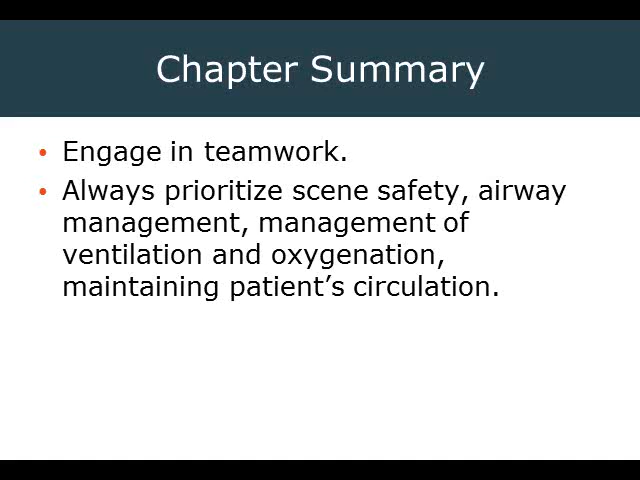 Chapter Summary
• Engage in teamwork.
• Always prioritize scene safety, airway
management, management of
ventilation and oxygenation,
maintaining patient’s circulation.